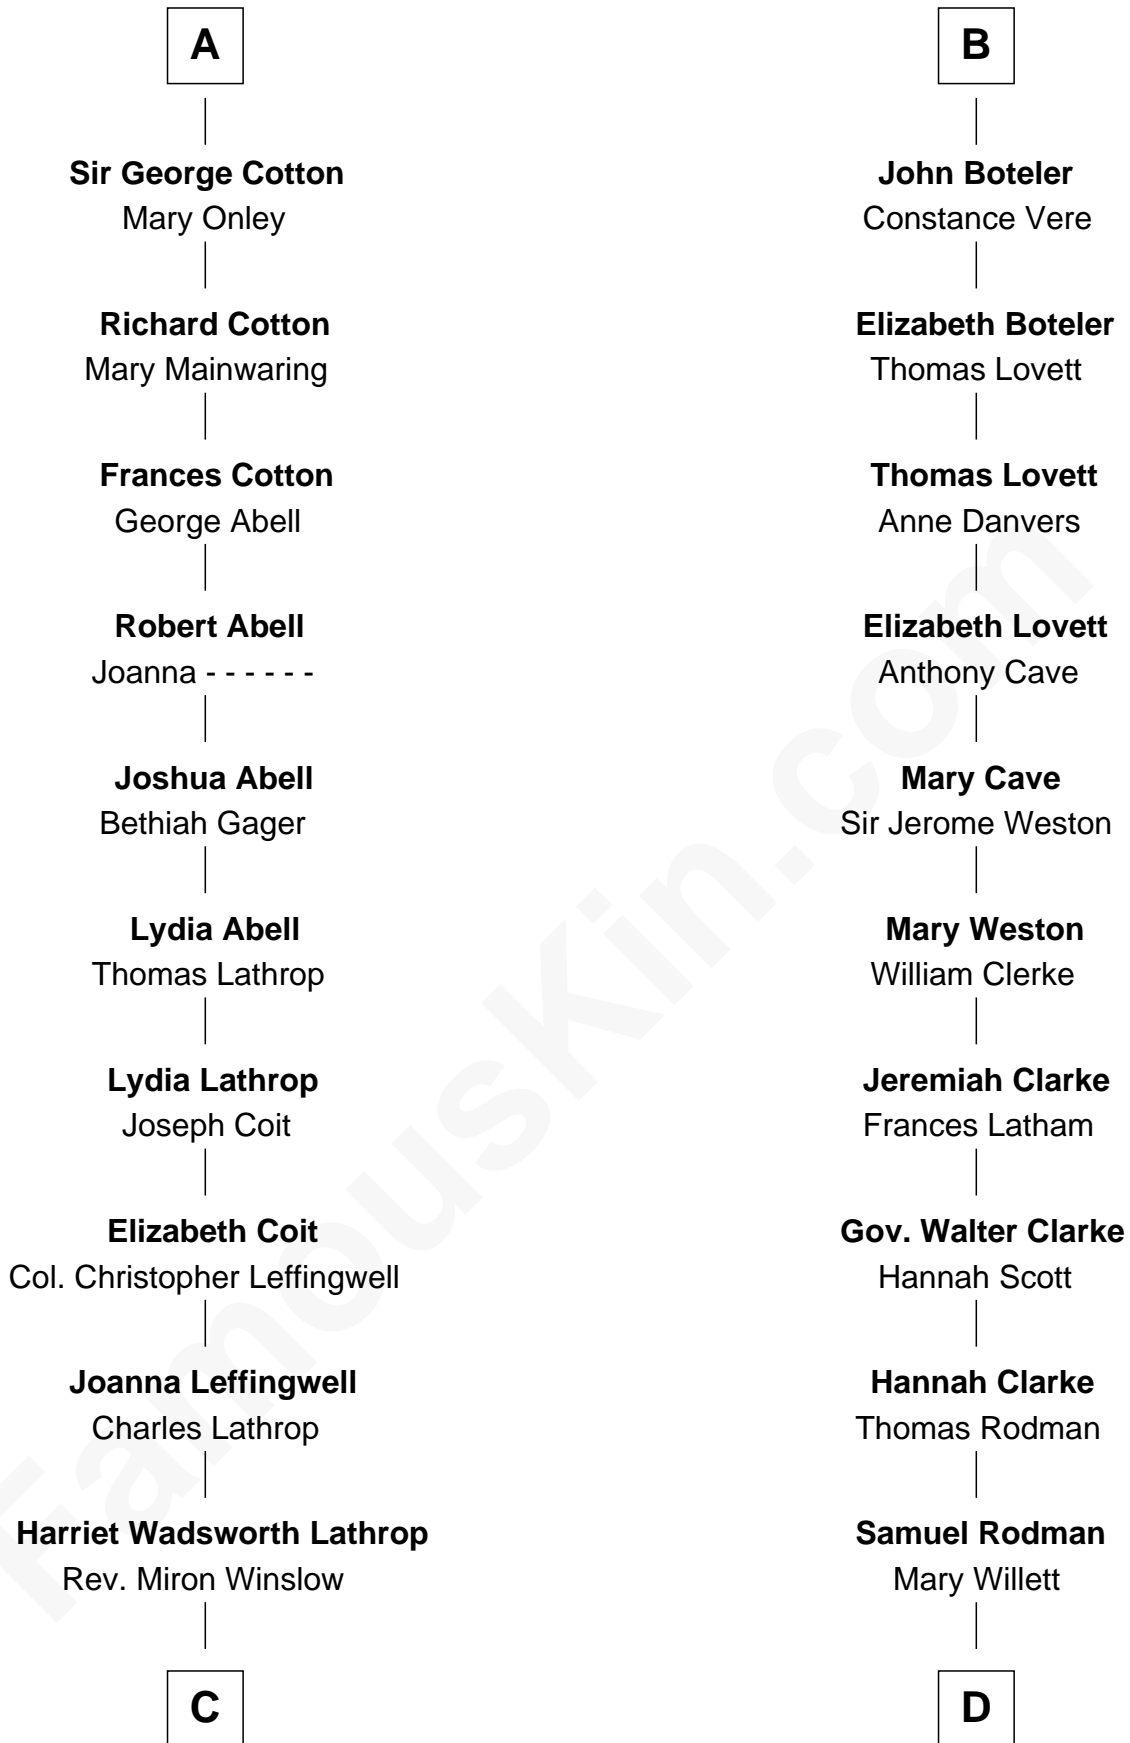 A
Sir George Cotton
Mary Onley
Richard Cotton
Mary Mainwaring
Frances Cotton
George Abell
Robert Abell
Joanna - - - - - -
Joshua Abell
Bethiah Gager
Lydia Abell
Thomas Lathrop
Lydia Lathrop
Joseph Coit
Elizabeth Coit
Col. Christopher Leffingwell
Joanna Leffingwell
Charles Lathrop
Harriet Wadsworth Lathrop
Rev. Miron Winslow
C
B
John Boteler
Constance Vere
Elizabeth Boteler
Thomas Lovett
Thomas Lovett
Anne Danvers
Elizabeth Lovett
Anthony Cave
Mary Cave
Sir Jerome Weston
Mary Weston
William Clerke
Jeremiah Clarke
Frances Latham
Gov. Walter Clarke
Hannah Scott
Hannah Clarke
Thomas Rodman
Samuel Rodman
Mary Willett
D
FamousKin.com